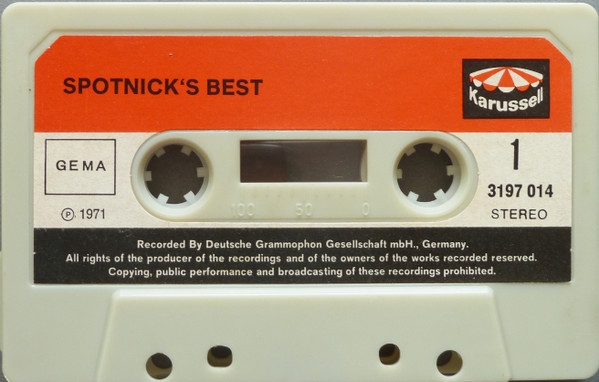 SPOTNICK'S BEST
Karussell
GEMA
1
3197 014
℗ 1971
STEREO
100 50 0
Recorded By Deutsche Grammophon Gesellschaft mbH., Germany.
All rights of the producer of the recordings and of the owners of the works recorded reserved.
Copying, public performance and broadcasting of these recordings prohibited.